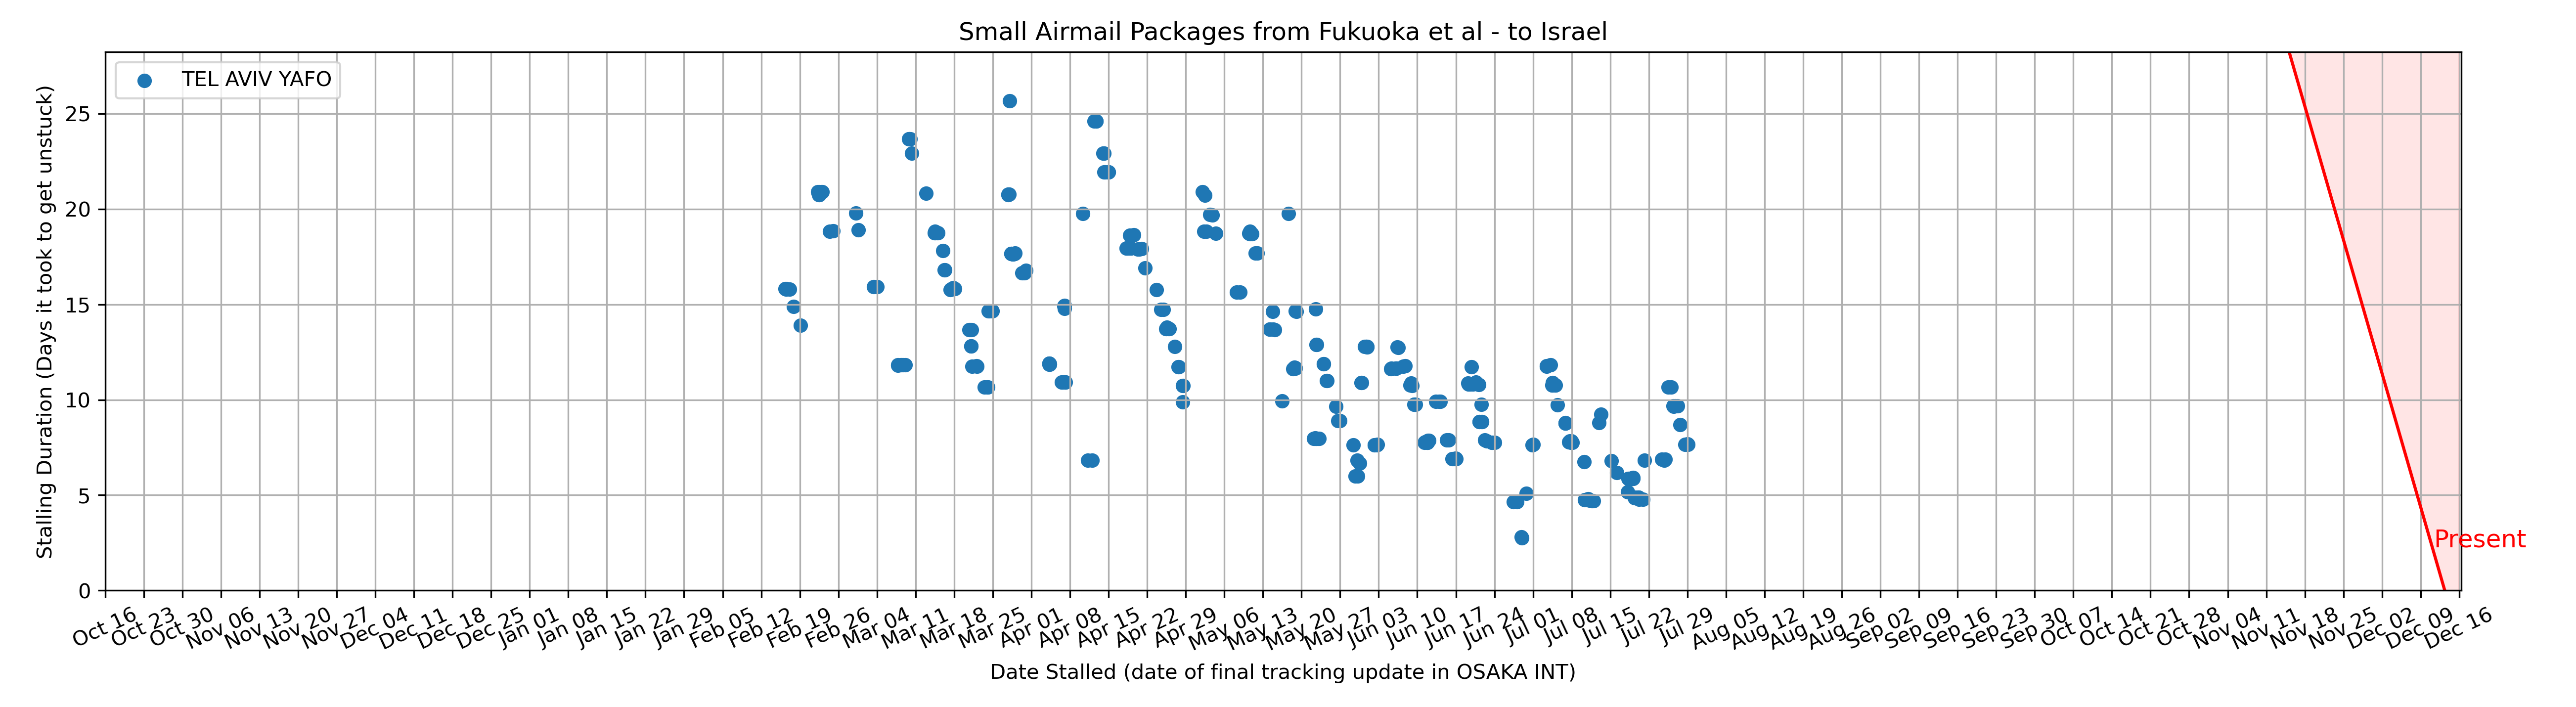 Small Airmail Packages from Fukuoka et al - to Israel
TEL AVIV YAFO
Stalling Duration (Days it took to get unstuck)
25
20
15
10
5
0
Present
Oct 16 Oct 23 Oct 30 Nov 06 Nov 13 Nov 20 Nov 27 Dec 04 Dec 11 Dec 18 Dec 25 Jan 01 Jan 08 Jan 15 Jan 22 Jan 29 Feb 05 Feb 12 Feb 19 Feb 26 Mar 04 Mar 11 Mar 18 Mar 25 Apr 01 Apr 08 Apr 15 Apr 22 Apr 29 May 06 May 13 May 20 May 27 Jun 03 Jun 10 Jun 17 Jun 24 Jul 01 Jul 08 Jul 15 Jul 22 Jul 29 Aug 05 Aug 12 Aug 19 Aug 26 Sep 02 Sep 09 Sep 16 Sep 23 Sep 30 Oct 07 Oct 14 Oct 21 Oct 28 Nov 04 Nov 11 Nov 18 Nov 25 Dec 02 Dec 09 Dec 16
Date Stalled (date of final tracking update in OSAKA INT)